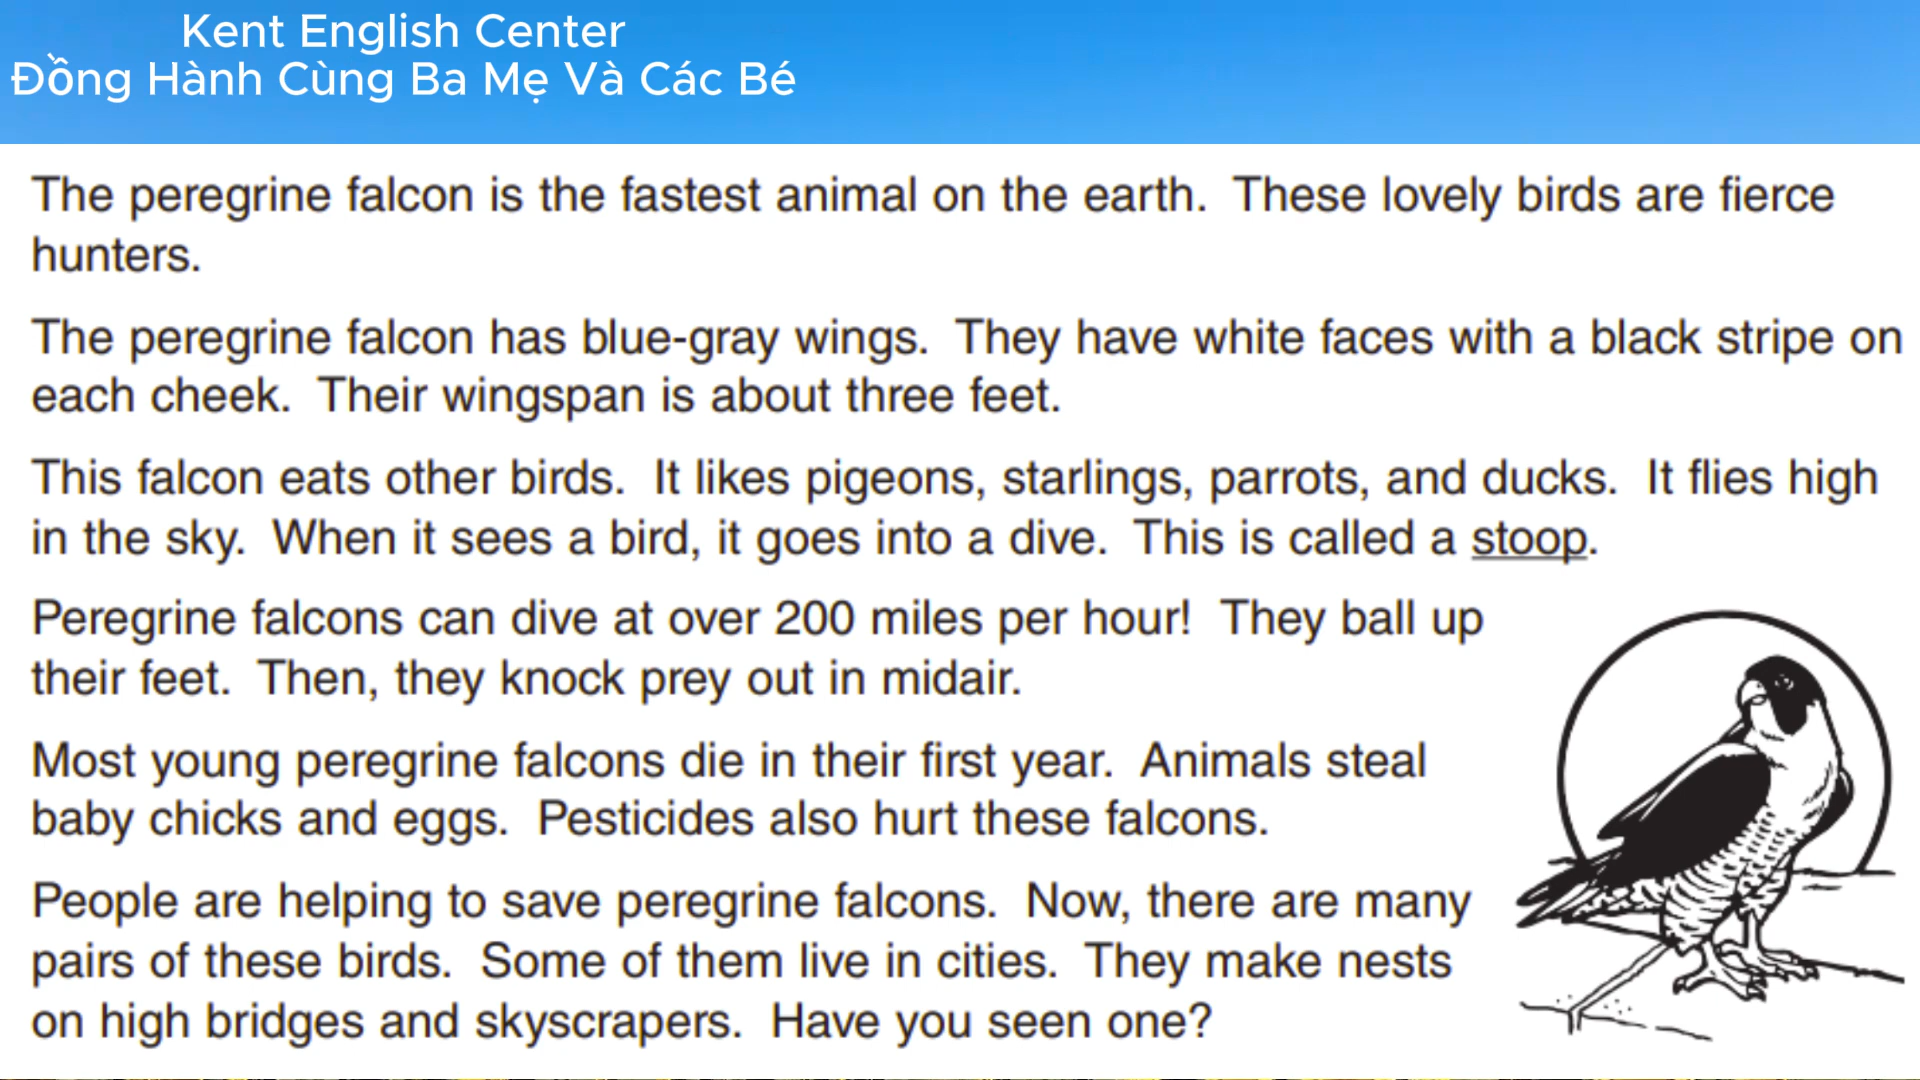 Kent English Center
Đồng Hành Cùng Ba Mẹ Và Các Bé
The peregrine falcon is the fastest animal on the earth. These lovely birds are fierce
hunters.
The peregrine falcon has blue-gray wings. They have white faces with a black stripe on
each cheek. Their wingspan is about three feet.
This falcon eats other birds. It likes pigeons, starlings, parrots, and ducks. It flies high
in the sky. When it sees a bird, it goes into a dive. This is called a stoop.
Peregrine falcons can dive at over 200 miles per hour! They ball up
their feet. Then, they knock prey out in midair.
Most young peregrine falcons die in their first year. Animals steal
baby chicks and eggs. Pesticides also hurt these falcons.
People are helping to save peregrine falcons. Now, there are many
pairs of these birds. Some of them live in cities. They make nests
on high bridges and skyscrapers. Have you seen one?